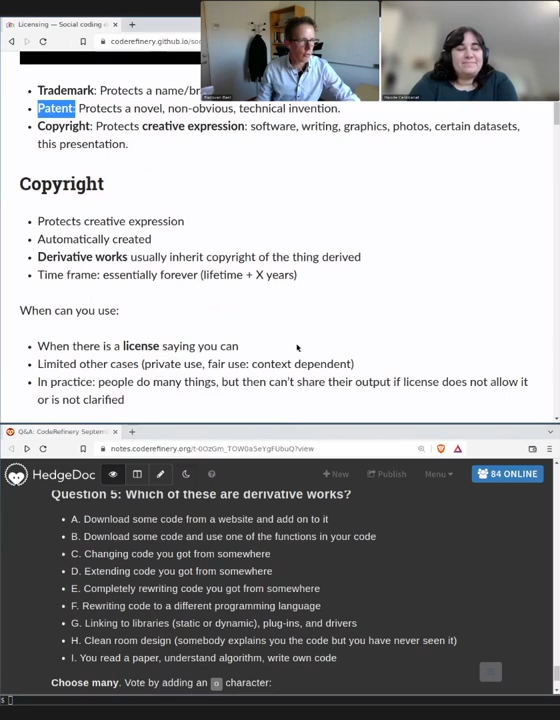 Licensing — Social coding
coderefinery.github.io/so
Trademark: Protects a name/br
Patent: Protects a novel, non-obvious, technical invention.
Copyright: Protects creative expression: software, writing, graphics, photos, certain datasets,
this presentation.
Copyright
Protects creative expression
Automatically created
Derivative works usually inherit copyright of the thing derived
Time frame: essentially forever (lifetime + X years)
When can you use:
When there is a license saying you can
Limited other cases (private use, fair use: context dependent)
In practice: people do many things, but then can't share their output if license does not allow it
or is not clarified
Q&A: CodeRefinery Septem
notes.coderefinery.org/t-0OzGm_TOW0a5eYgFUbuQ?view
HedgeDoc
+ New
Publish
Menu
84 ONLINE
Question 5: Which of these are derivative works?
A. Download some code from a website and add on to it
B. Download some code and use one of the functions in your code
C. Changing code you got from somewhere
D. Extending code you got from somewhere
E. Completely rewriting code you got from somewhere
F. Rewriting code to a different programming language
G. Linking to libraries (static or dynamic), plug-ins, and drivers
H. Clean room design (somebody explains you the code but you have never seen it)
I. You read a paper, understand algorithm, write own code
Choose many. Vote by adding an o character:
$